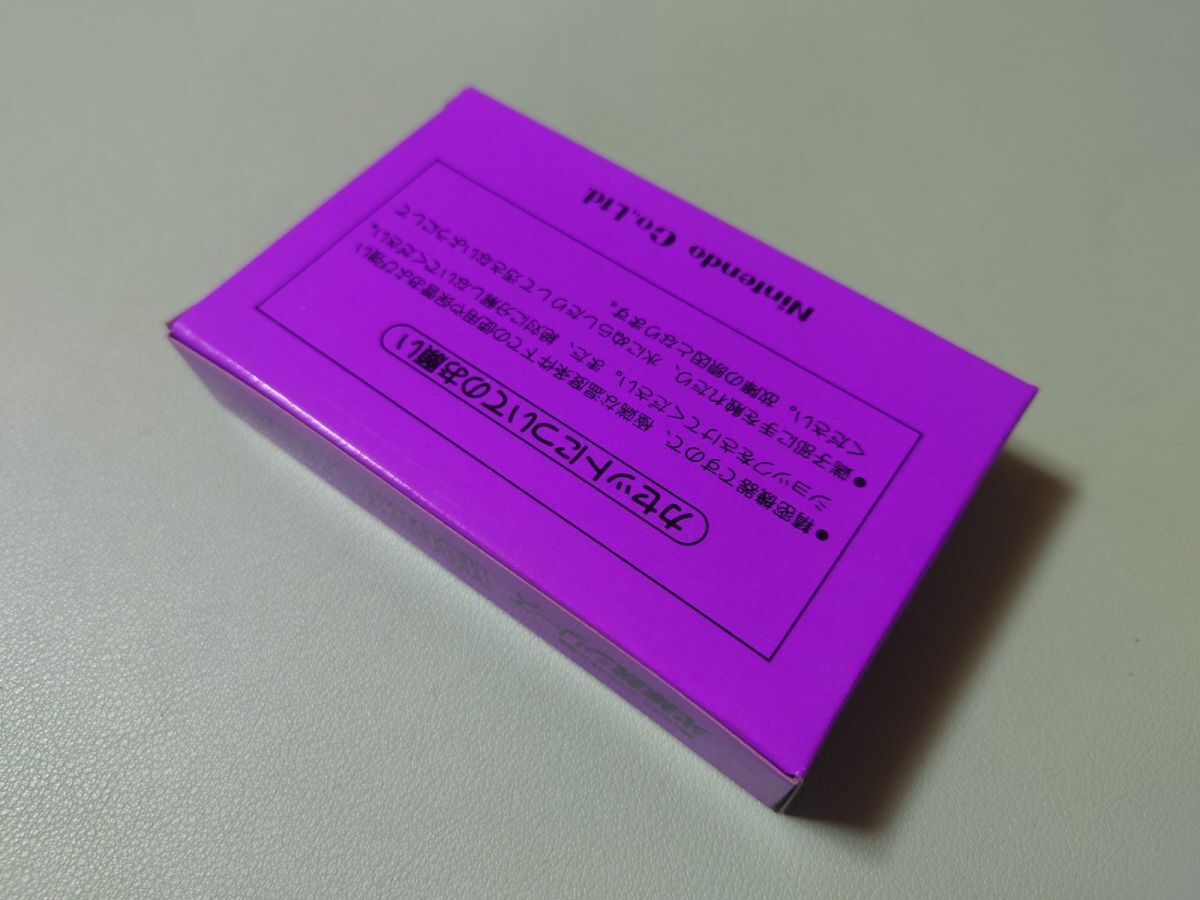 カセットについてのお願い
●精密機器ですので、極端な温度条件下での使用や保管および強い
ショックをさけてください。また、絶対に分解しないでください。
●端子部に手を触れたり、水にぬらしたりして汚さないようにして
ください。故障の原因となります。
Nintendo Co.,Ltd.